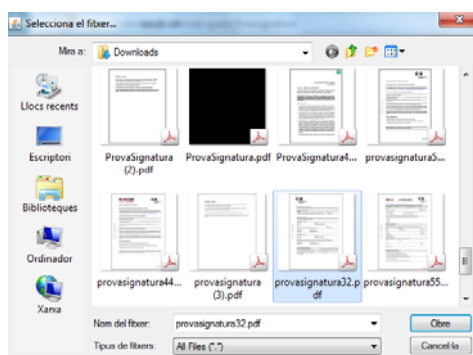 Selecciona el fitxer...
Mira a:
Downloads
Llocs recents
Escriptori
Biblioteques
Ordinador
Xarxa
ProvaSignatura
(2).pdf
ProvaSignatura.pdf
ProvaSignatura4...
provasignatura5...
provasignatura44...
provasignatura
(3).pdf
provasignatura32.p
df
provasignatura55...
Nom del fitxer:
provasignatura32.pdf
Obre
Tipus de fitxers:
All Files (*.*)
Cancel·la